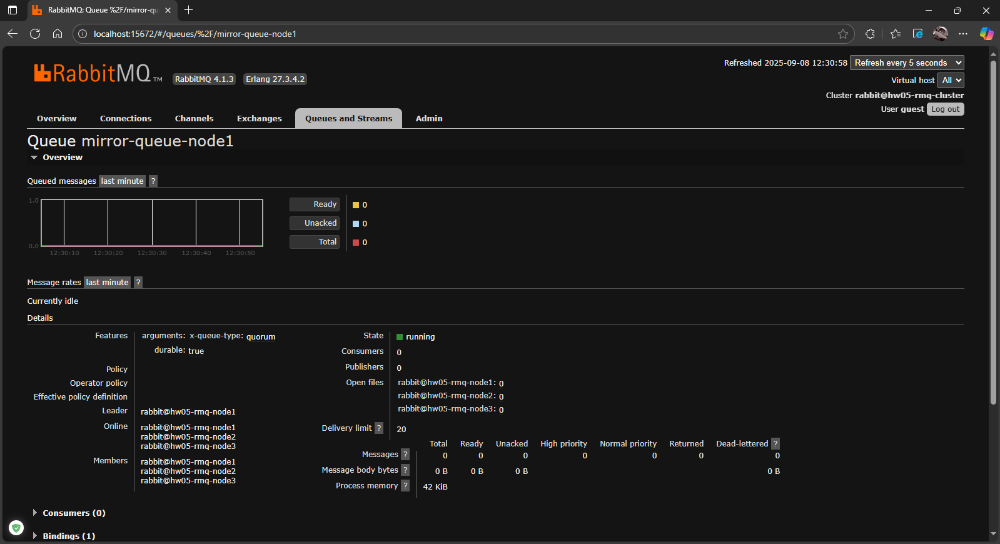 RabbitMQ: Queue %2F/mirror-qu
localhost:15672/#/queues/%2F/mirror-queue-node1
RabbitMQ TM
RabbitMQ 4.1.3 Erlang 27.3.4.2
Refreshed 2025-09-08 12:30:58 Refresh every 5 seconds
Virtual host All
Cluster rabbit@hw05-rmq-cluster
User guest Log out
Overview Connections Channels Exchanges Queues and Streams Admin
Queue mirror-queue-node1
Overview
Queued messages last minute ?
1.0
0.0
12:30:10 12:30:20 12:30:30 12:30:40 12:30:50
Ready 0
Unacked 0
Total 0
Message rates last minute ?
Currently idle
Details
Features arguments: x-queue-type: quorum
durable: true
Policy
Operator policy
Effective policy definition
Leader rabbit@hw05-rmq-node1
Online rabbit@hw05-rmq-node1
rabbit@hw05-rmq-node2
rabbit@hw05-rmq-node3
Members rabbit@hw05-rmq-node1
rabbit@hw05-rmq-node2
rabbit@hw05-rmq-node3
State running
Consumers 0
Publishers 0
Open files rabbit@hw05-rmq-node1: 0
rabbit@hw05-rmq-node2: 0
rabbit@hw05-rmq-node3: 0
Delivery limit ? 20
Total Ready Unacked High priority Normal priority Returned Dead-lettered ?
Messages ? 0 0 0 0 0 0 0
Message body bytes ? 0 B 0 B 0 B 0 B
Process memory ? 42 KiB
Consumers (0)
Bindings (1)